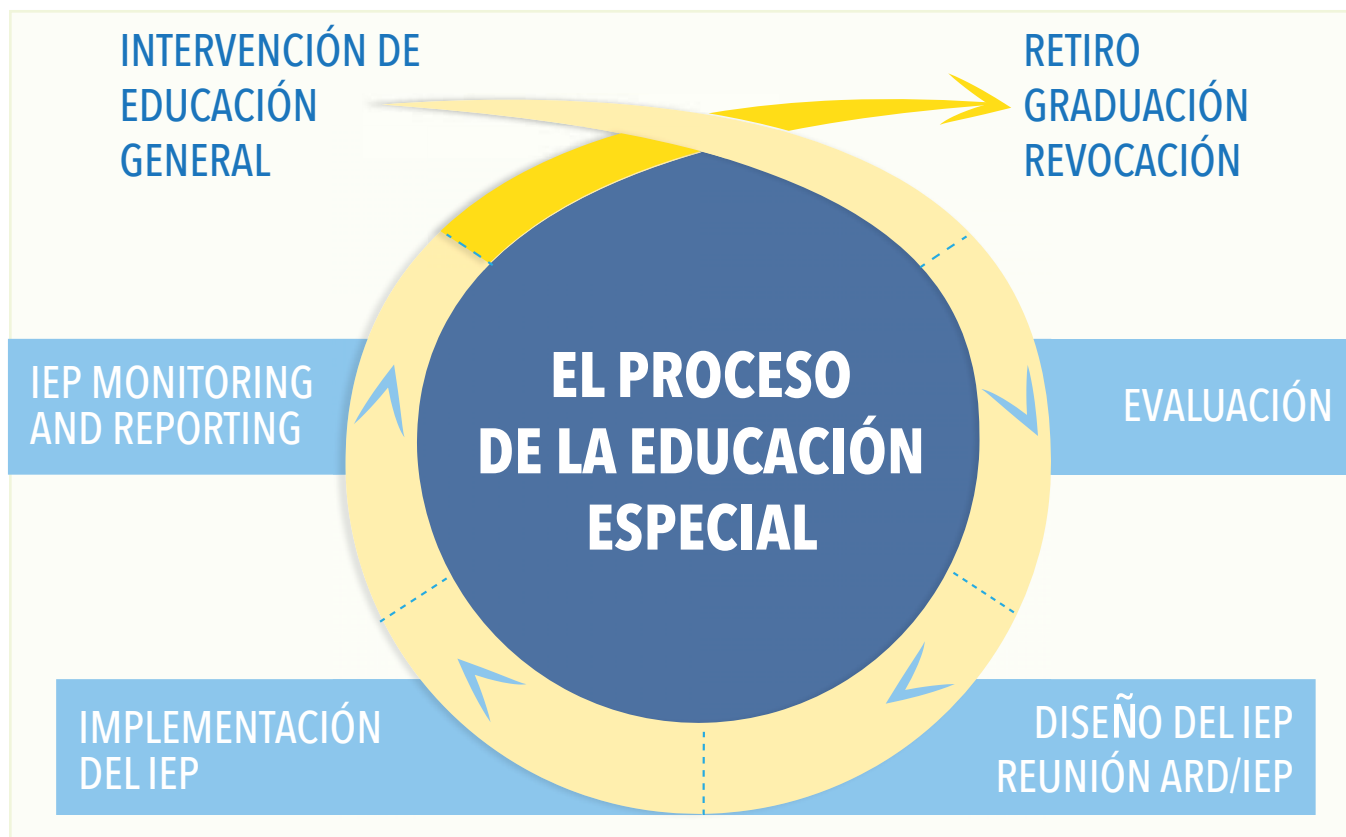 INTERVENCIÓN DE
EDUCACIÓN
GENERAL
RETIRO
GRADUACIÓN
REVOCACIÓN
EL PROCESO
DE LA EDUCACIÓN
ESPECIAL
EVALUACIÓN
DISEÑO DEL IEP
REUNIÓN ARD/IEP
IMPLEMENTACIÓN
DEL IEP
IEP MONITORING
AND REPORTING